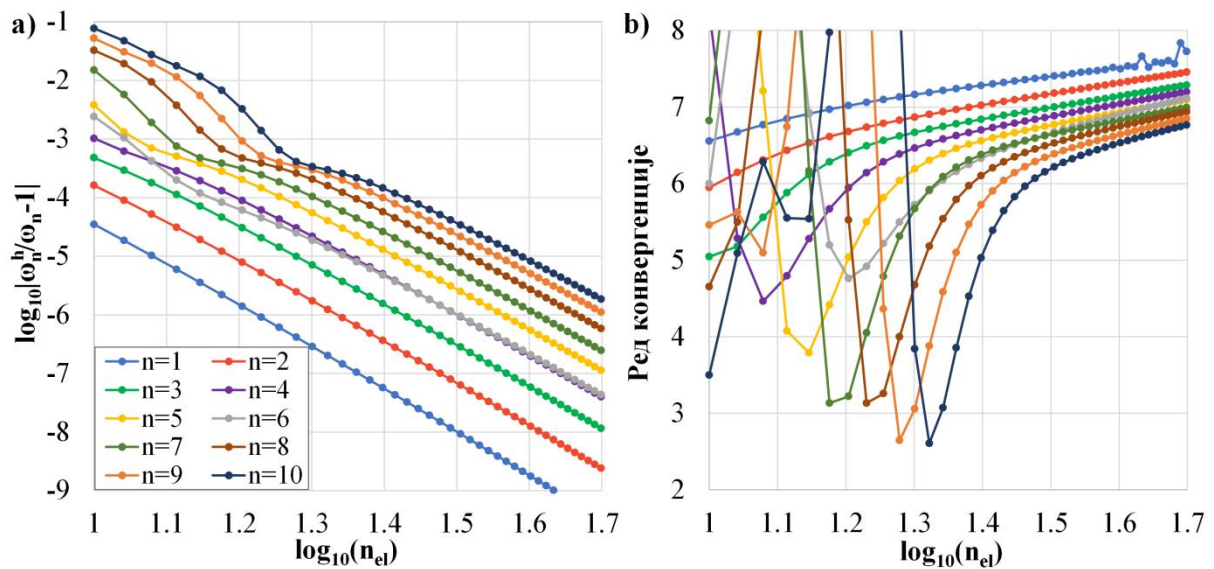 a)
-1
-2
-3
-4
-5
-6
-7
-8
-9
log₁₀|ωₙʰ/ωₙ-1|
n=1 n=2
n=3 n=4
n=5 n=6
n=7 n=8
n=9 n=10
1 1.1 1.2 1.3 1.4 1.5 1.6 1.7
log₁₀(nₑₗ)
b)
8
7
6
5
4
3
2
Ред конвергенције
1 1.1 1.2 1.3 1.4 1.5 1.6 1.7
log₁₀(nₑₗ)